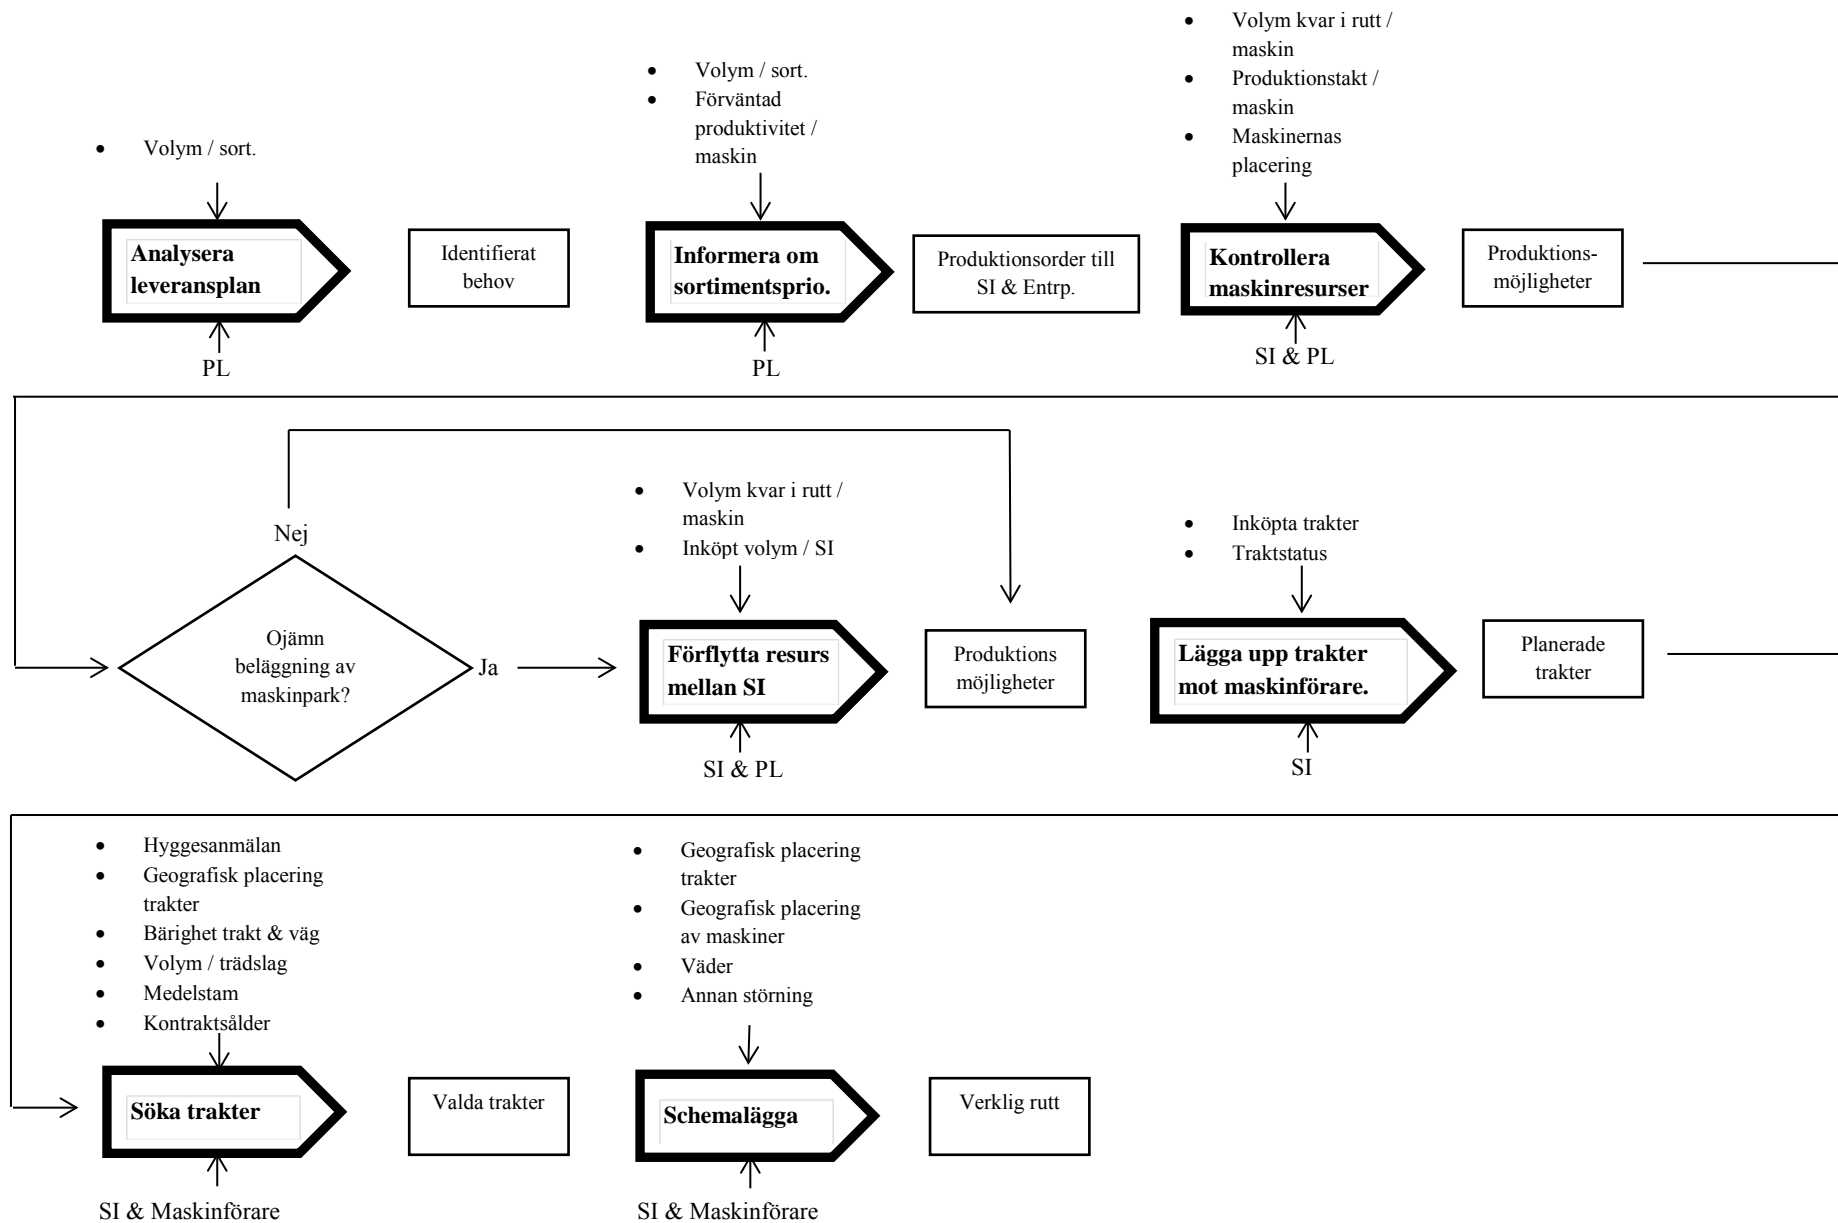 • Volym / sort.
Analysera
leveransplan
PL
Identifierat
behov
• Volym / sort.
• Förväntad
produktivitet /
maskin
Informera om
sortimentsprio.
PL
Produktionsorder till
SI & Entrp.
• Volym kvar i rutt /
maskin
• Produktionstakt /
maskin
• Maskinernas
placering
Kontrollera
maskinresurser
SI & PL
Produktions-
möjligheter
Nej
Ojämn
beläggning av
maskinpark?
Ja
• Volym kvar i rutt /
maskin
• Inköpt volym / SI
Förflytta resurs
mellan SI
SI & PL
Produktions
möjligheter
• Inköpta trakter
• Traktstatus
Lägga upp trakter
mot maskinförare.
SI
Planerade
trakter
• Hyggesanmälan
• Geografisk placering
trakter
• Bärighet trakt & väg
• Volym / trädslag
• Medelstam
• Kontraktsålder
Söka trakter
SI & Maskinförare
Valda trakter
• Geografisk placering
trakter
• Geografisk placering
av maskiner
• Väder
• Annan störning
Schemalägga
SI & Maskinförare
Verklig rutt